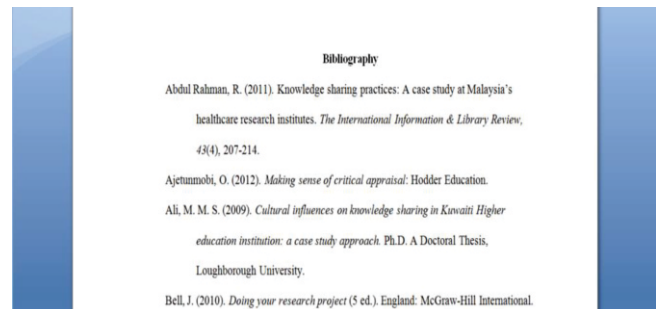 Bibliography
Abdul Rahman, R. (2011). Knowledge sharing practices: A case study at Malaysia's
healthcare research institutes. The International Information & Library Review,
43(4), 207-214.
Ajetunmobi, O. (2012). Making sense of critical appraisal: Hodder Education.
Ali, M. M. S. (2009). Cultural influences on knowledge sharing in Kuwaiti Higher
education institution: a case study approach. Ph.D. A Doctoral Thesis,
Loughborough University.
Bell, J. (2010). Doing your research project (5 ed.). England: McGraw-Hill International.